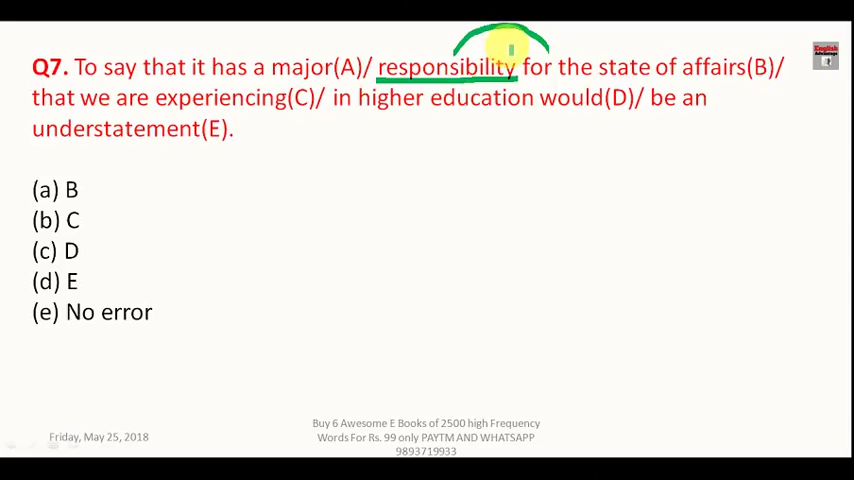 Q7. To say that it has a major(A)/ responsibility for the state of affairs(B)/
that we are experiencing(C)/ in higher education would(D)/ be an
understatement(E).
(a) B
(b) C
(c) D
(d) E
(e) No error
English
Advantage
Friday, May 25, 2018
Buy 6 Awesome E Books of 2500 high Frequency
Words For Rs. 99 only PAYTM AND WHATSAPP
9893719933